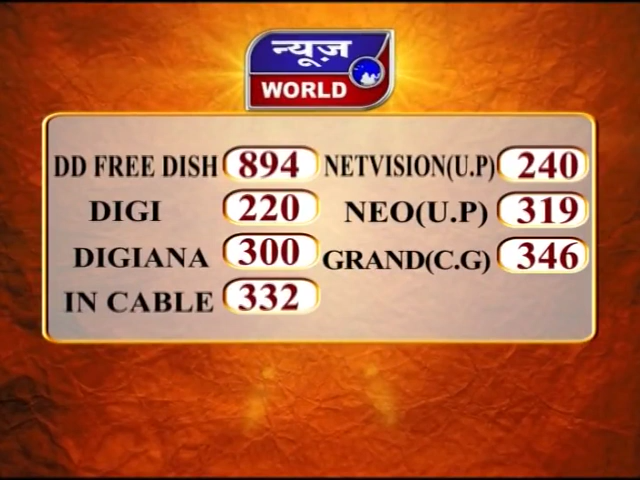 न्यूज़
WORLD
DD FREE DISH 894 NETVISION(U.P) 240
DIGI 220 NEO(U.P) 319
DIGIANA 300 GRAND(C.G) 346
IN CABLE 332